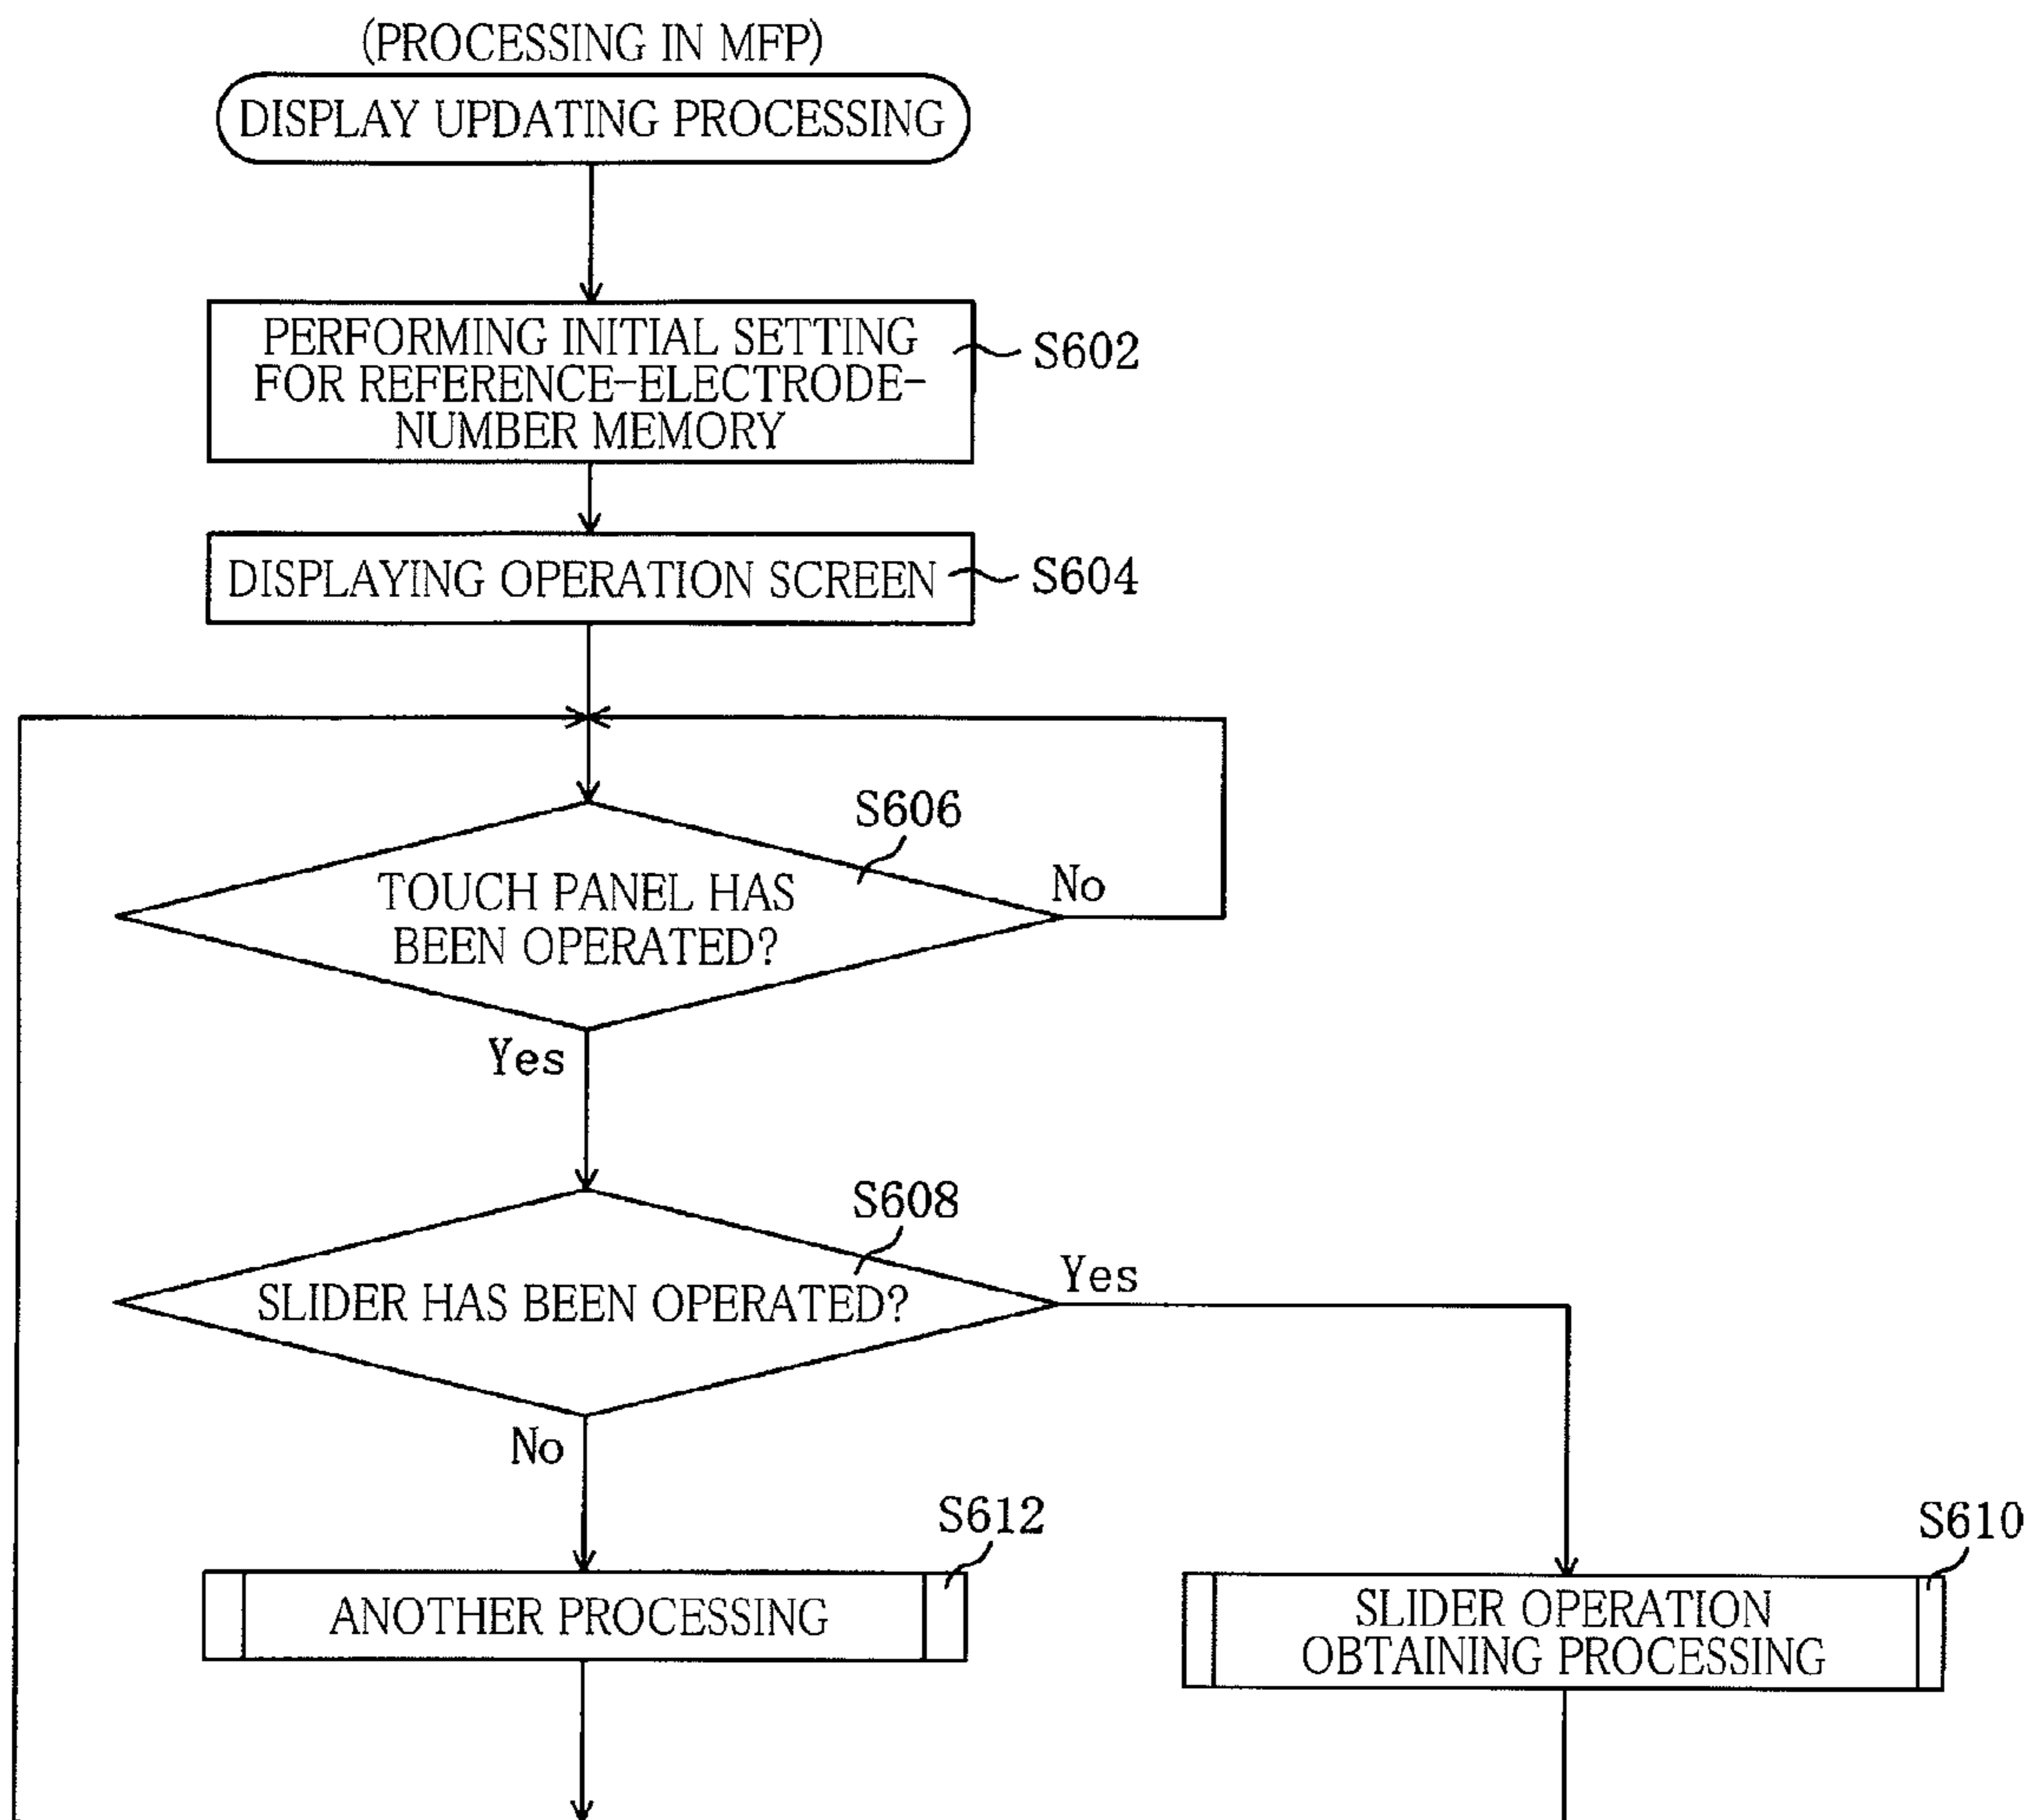 (PROCESSING IN MFP)
DISPLAY UPDATING PROCESSING
PERFORMING INITIAL SETTING
FOR REFERENCE-ELECTRODE-
NUMBER MEMORY
S602
DISPLAYING OPERATION SCREEN
S604
S606
TOUCH PANEL HAS
BEEN OPERATED?
No
Yes
S608
SLIDER HAS BEEN OPERATED?
Yes
No
S612
ANOTHER PROCESSING
S610
SLIDER OPERATION
OBTAINING PROCESSING